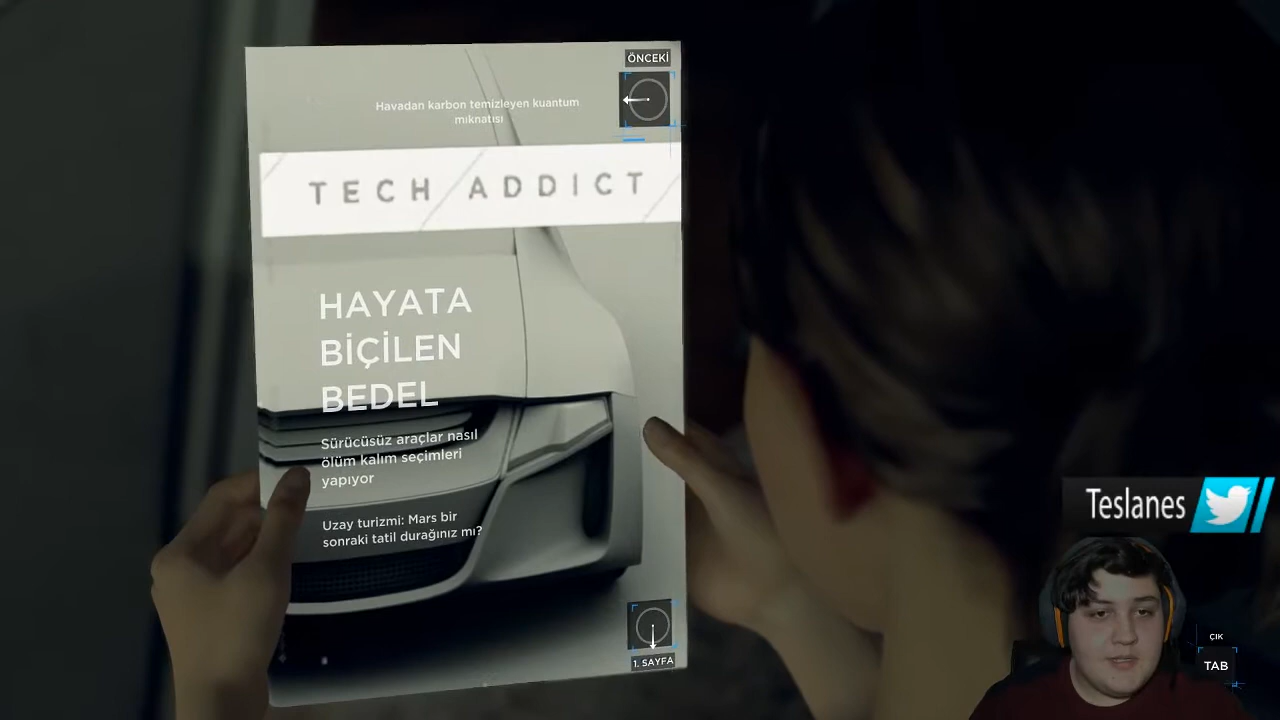 ÖNCEKİ
Havadan karbon temizleyen kuantum
mıknatısı
TECH ADDICT
HAYATA
BİÇİLEN
BEDEL
Sürücüsüz araçlar nasıl
ölüm kalım seçimleri
yapıyor
Uzay turizmi: Mars bir
sonraki tatil durağınız mı?
1. SAYFA
Teslanes
ÇIK
TAB